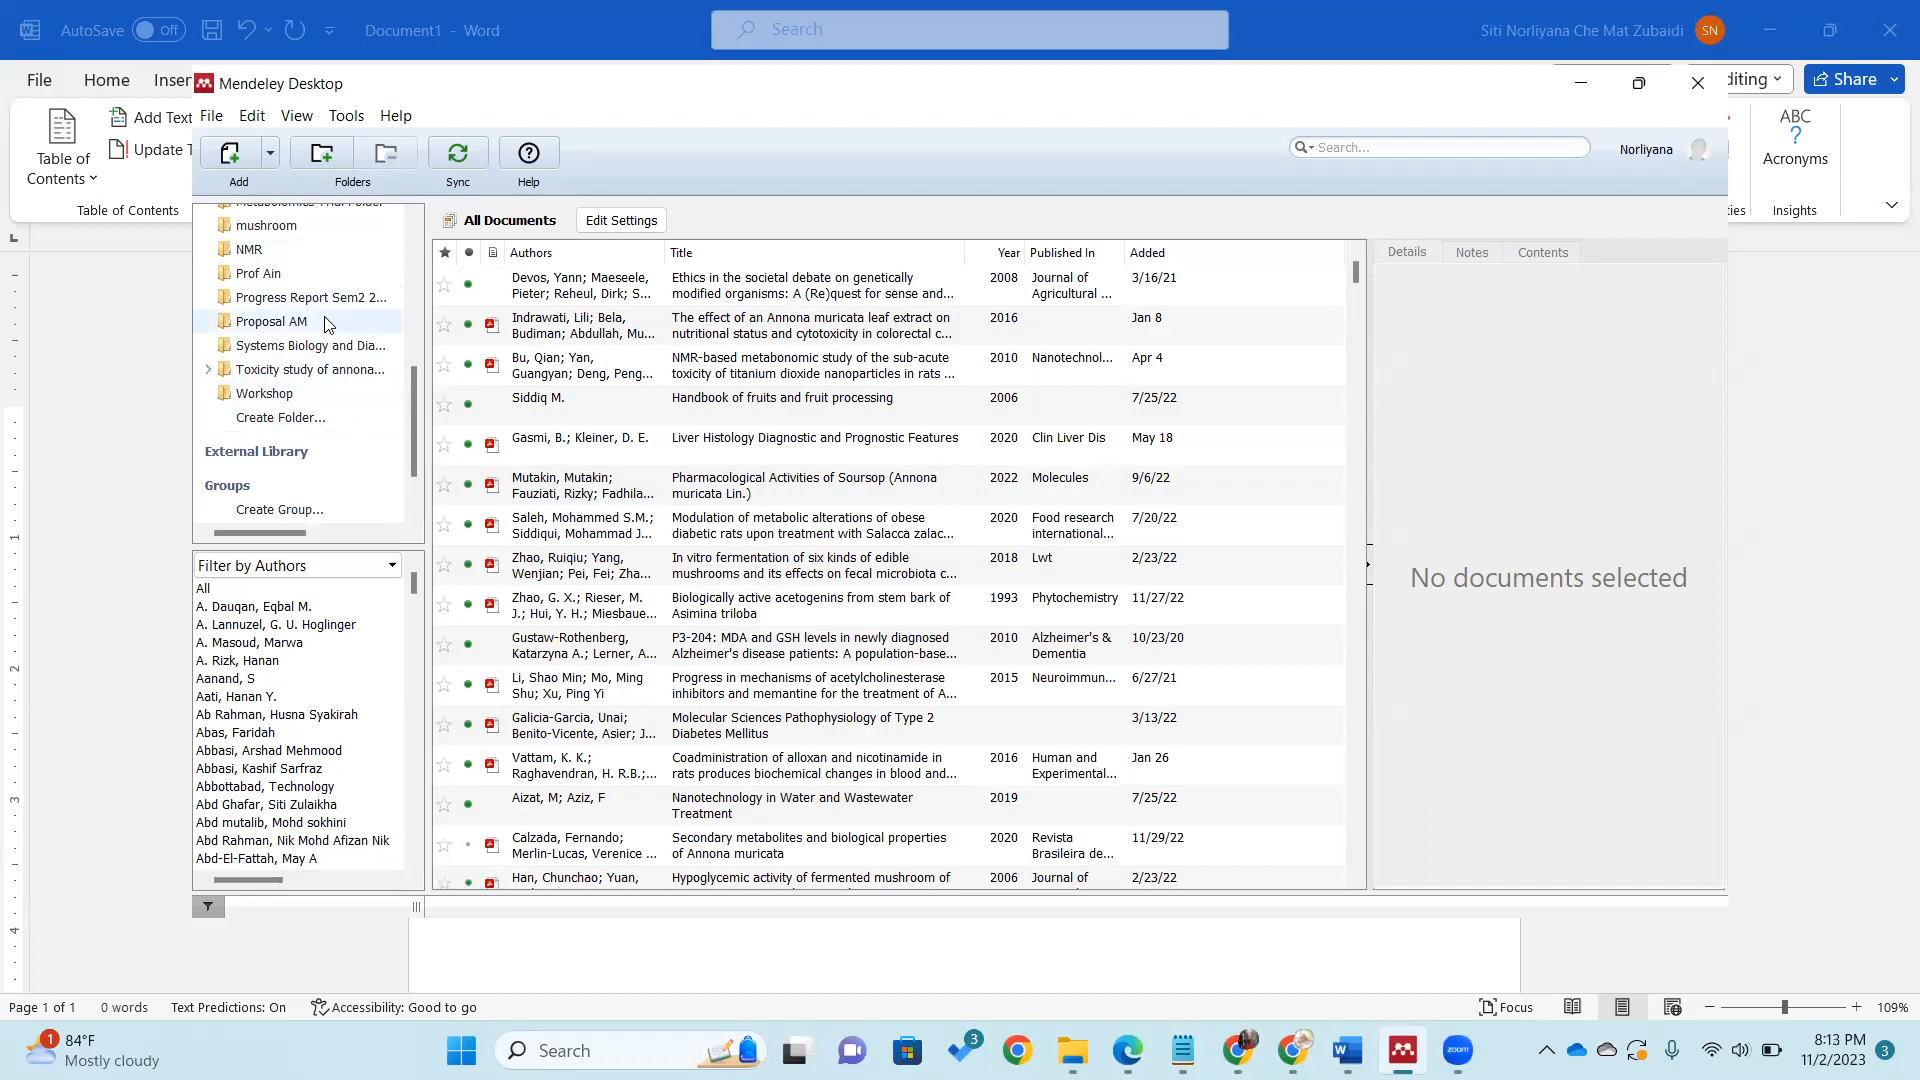 AutoSave Off Document1 - Word Search Siti Norliyana Che Mat Zubaidi SN
File Home Inser
diting Share
Table of Contents
Add Text
Update T
Table of Contents
ABC
?
Acronyms
ies
Insights
Mendeley Desktop
File Edit View Tools Help
Search... Norliyana
Add Folders Sync Help
mushroom
NMR
Prof Ain
Progress Report Sem2 2...
Proposal AM
Systems Biology and Dia...
Toxicity study of annona...
Workshop
Create Folder...
External Library
Groups
Create Group...
Filter by Authors
All
A. Dauqan, Eqbal M.
A. Lannuzel, G. U. Hoglinger
A. Masoud, Marwa
A. Rizk, Hanan
Aanand, S
Aati, Hanan Y.
Ab Rahman, Husna Syakirah
Abas, Faridah
Abbasi, Arshad Mehmood
Abbasi, Kashif Sarfraz
Abbottabad, Technology
Abd Ghafar, Siti Zulaikha
Abd mutalib, Mohd sokhini
Abd Rahman, Nik Mohd Afizan Nik
Abd-El-Fattah, May A
All Documents Edit Settings
Authors Title Year Published In Added
Devos, Yann; Maeseele, Ethics in the societal debate on genetically 2008 Journal of 3/16/21
Pieter; Reheul, Dirk; S... modified organisms: A (Re)quest for sense and... Agricultural ...
Indrawati, Lili; Bela, The effect of an Annona muricata leaf extract on 2016 Jan 8
Budiman; Abdullah, Mu... nutritional status and cytotoxicity in colorectal c...
Bu, Qian; Yan, NMR-based metabonomic study of the sub-acute 2010 Nanotechnol... Apr 4
Guangyan; Deng, Peng... toxicity of titanium dioxide nanoparticles in rats ...
Siddiq M. Handbook of fruits and fruit processing 2006 7/25/22
Gasmi, B.; Kleiner, D. E. Liver Histology Diagnostic and Prognostic Features 2020 Clin Liver Dis May 18
Mutakin, Mutakin; Pharmacological Activities of Soursop (Annona 2022 Molecules 9/6/22
Fauziati, Rizky; Fadhila... muricata Lin.)
Saleh, Mohammed S.M.; Modulation of metabolic alterations of obese 2020 Food research 7/20/22
Siddiqui, Mohammad J... diabetic rats upon treatment with Salacca zalac... international...
Zhao, Ruiqiu; Yang, In vitro fermentation of six kinds of edible 2018 Lwt 2/23/22
Wenjian; Pei, Fei; Zha... mushrooms and its effects on fecal microbiota c...
Zhao, G. X.; Rieser, M. Biologically active acetogenins from stem bark of 1993 Phytochemistry 11/27/22
J.; Hui, Y. H.; Miesbaue... Asimina triloba
Gustaw-Rothenberg, P3-204: MDA and GSH levels in newly diagnosed 2010 Alzheimer's & 10/23/20
Katarzyna A.; Lerner, A... Alzheimer's disease patients: A population-base... Dementia
Li, Shao Min; Mo, Ming Progress in mechanisms of acetylcholinesterase 2015 Neuroimmun... 6/27/21
Shu; Xu, Ping Yi inhibitors and memantine for the treatment of A...
Galicia-Garcia, Unai; Molecular Sciences Pathophysiology of Type 2 3/13/22
Benito-Vicente, Asier; J... Diabetes Mellitus
Vattam, K. K.; Coadministration of alloxan and nicotinamide in 2016 Human and Jan 26
Raghavendran, H. R.B.;... rats produces biochemical changes in blood and... Experimental...
Aizat, M; Aziz, F Nanotechnology in Water and Wastewater 2019 7/25/22
Treatment
Calzada, Fernando; Secondary metabolites and biological properties 2020 Revista 11/29/22
Merlin-Lucas, Verenice ... of Annona muricata Brasileira de...
Han, Chunchao; Yuan, Hypoglycemic activity of fermented mushroom of 2006 Journal of 2/23/22
Details Notes Contents
No documents selected
1
2
3
4
Page 1 of 1 0 words Text Predictions: On Accessibility: Good to go Focus 109%
1 84°F
Mostly cloudy
Search 3 zoom
8:13 PM
11/2/2023 3